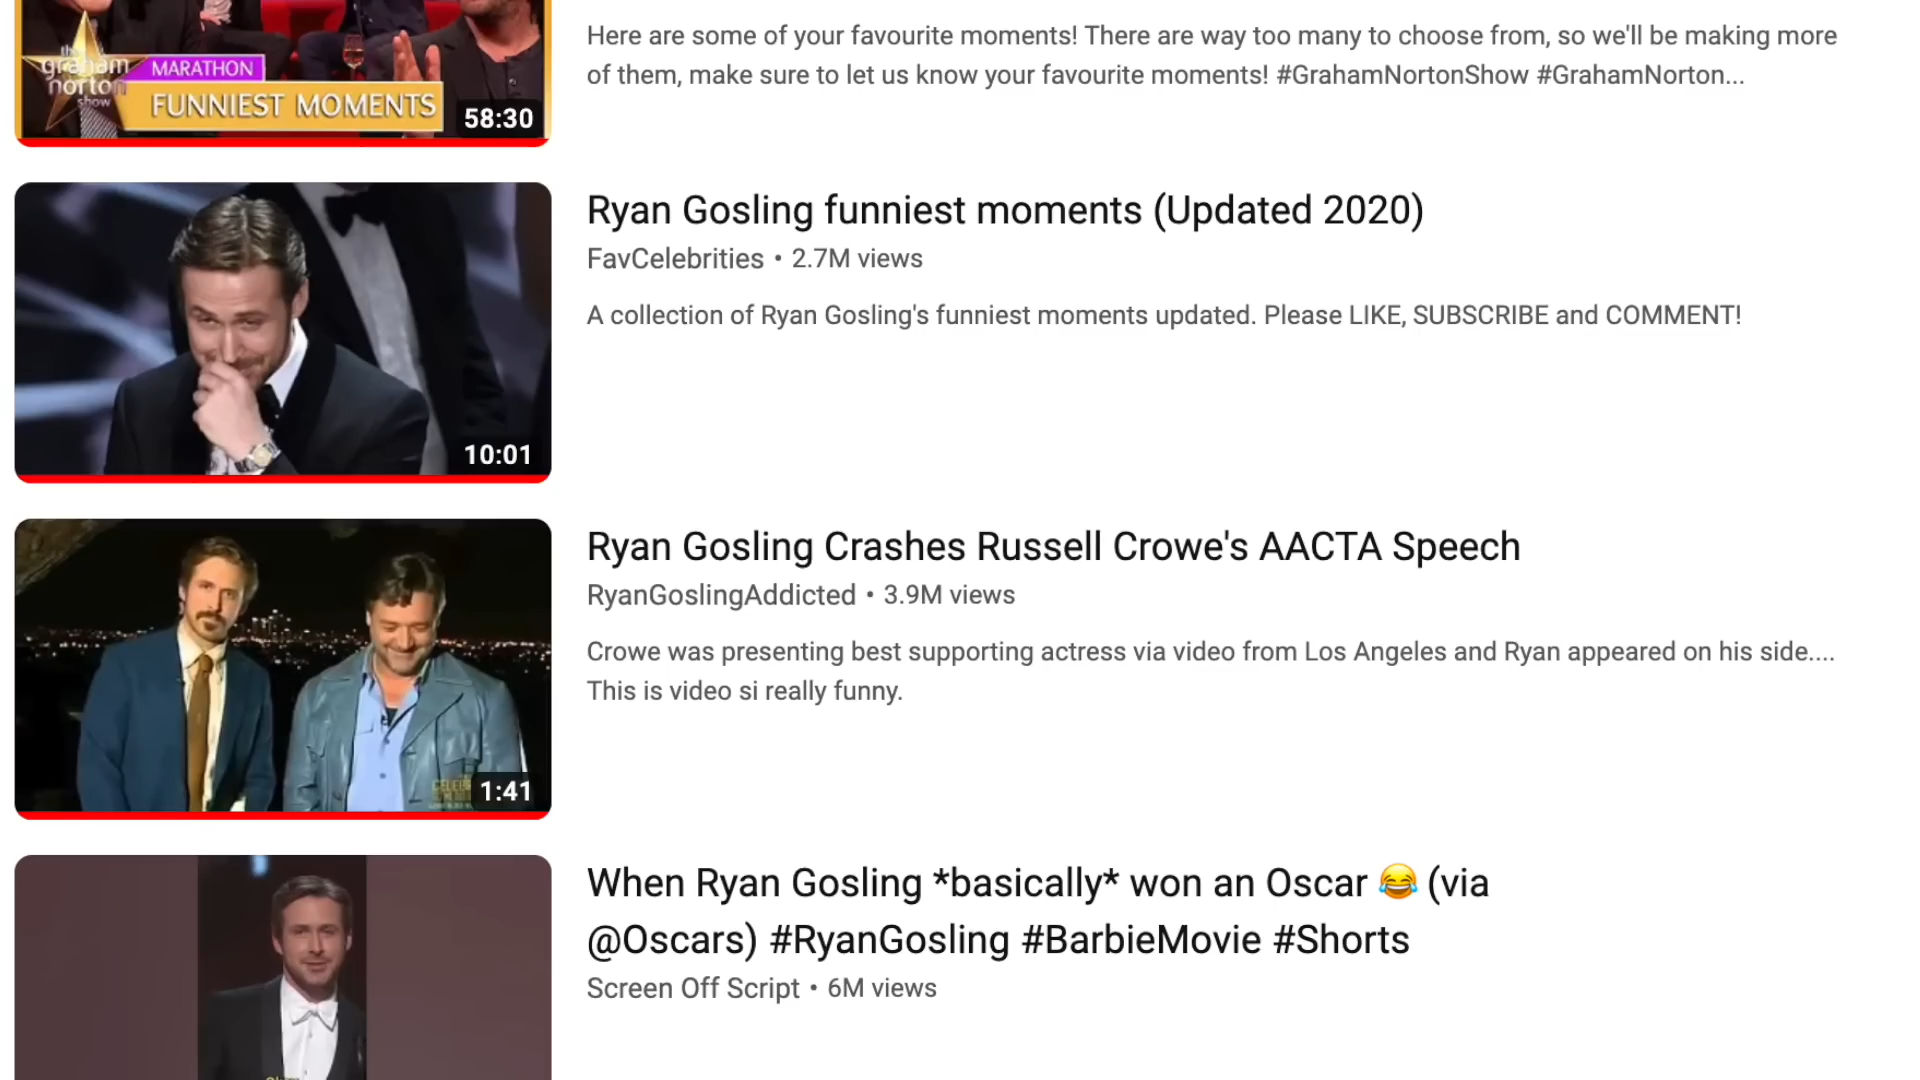 Here are some of your favourite moments! There are way too many to choose from, so we'll be making more
of them, make sure to let us know your favourite moments! #GrahamNortonShow #GrahamNorton...
the
graham
norton
show
MARATHON
FUNNIEST MOMENTS
58:30
Ryan Gosling funniest moments (Updated 2020)
FavCelebrities • 2.7M views
A collection of Ryan Gosling's funniest moments updated. Please LIKE, SUBSCRIBE and COMMENT!
10:01
Ryan Gosling Crashes Russell Crowe's AACTA Speech
RyanGoslingAddicted • 3.9M views
Crowe was presenting best supporting actress via video from Los Angeles and Ryan appeared on his side....
This is video si really funny.
1:41
When Ryan Gosling *basically* won an Oscar 😂 (via
@Oscars) #RyanGosling #BarbieMovie #Shorts
Screen Off Script • 6M views